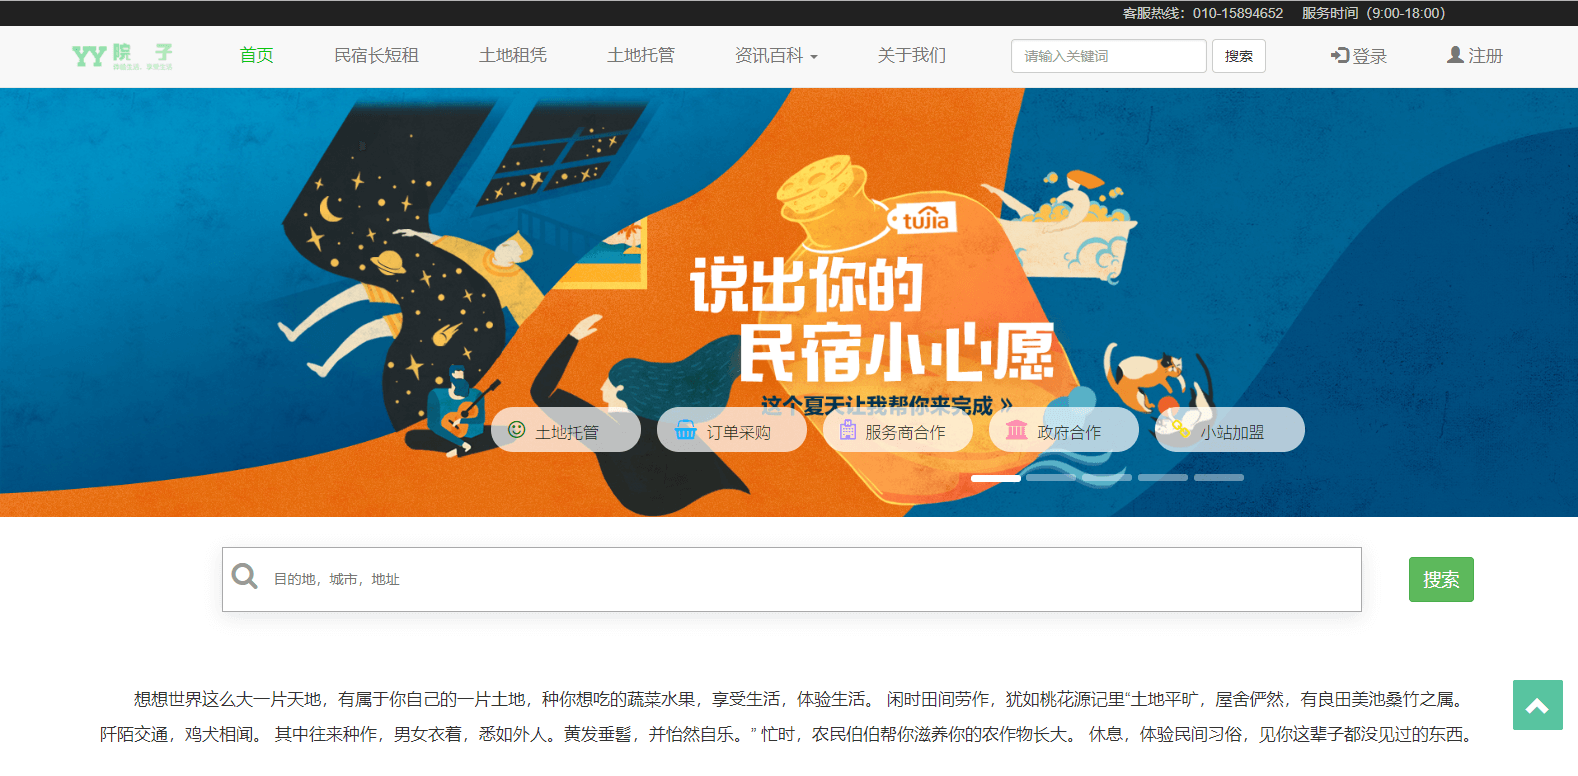 客服热线：010-15894652 服务时间（9:00-18:00）
YY 院 子
首页 民宿长短租 土地租凭 土地托管 资讯百科 关于我们 请输入关键词 搜索 登录 注册
tujia
说出你的
民宿小心愿
这个夏天让我帮你来完成 »
土地托管 订单采购 服务商合作 政府合作 小站加盟
目的地，城市，地址 搜索
想想世界这么大一片天地，有属于你自己的一片土地，种你想吃的蔬菜水果，享受生活，体验生活。 闲时田间劳作，犹如桃花源记里“土地平旷，屋舍俨然，有良田美池桑竹之属。
阡陌交通，鸡犬相闻。 其中往来种作，男女衣着，悉如外人。黄发垂髫，并怡然自乐。” 忙时，农民伯伯帮你滋养你的农作物长大。 休息，体验民间习俗，见你这辈子都没见过的东西。